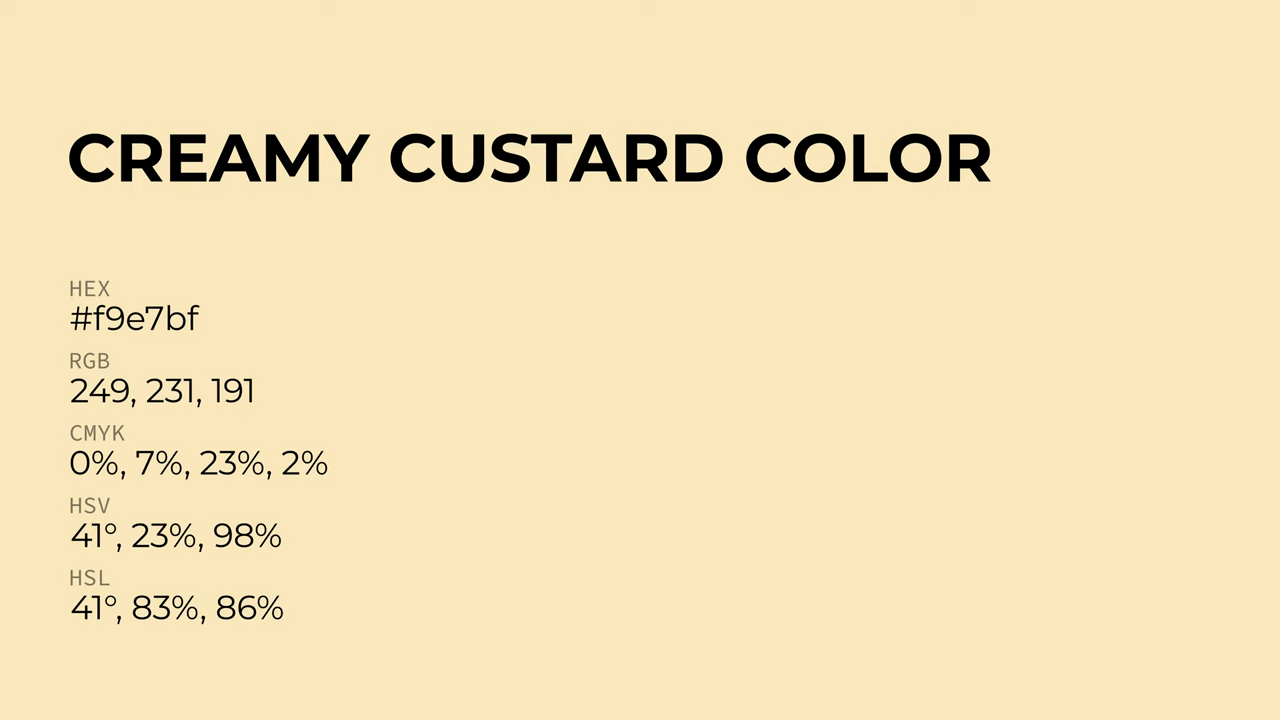 CREAMY CUSTARD COLOR
HEX
#f9e7bf
RGB
249, 231, 191
CMYK
0%, 7%, 23%, 2%
HSV
41°, 23%, 98%
HSL
41°, 83%, 86%